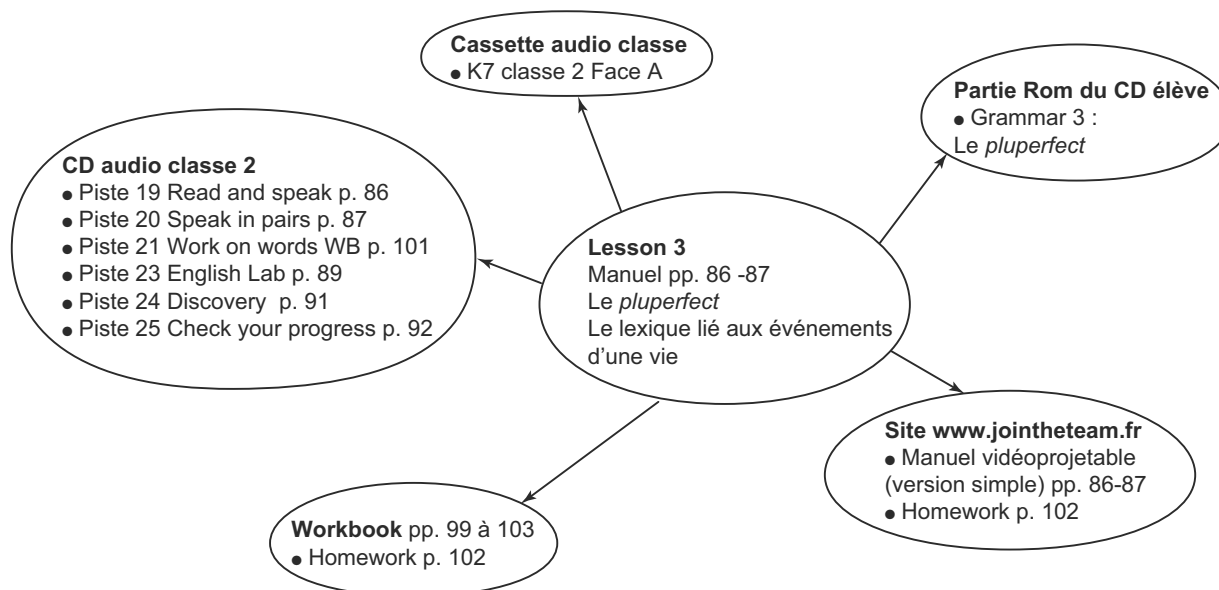 Cassette audio classe
● K7 classe 2 Face A
Partie Rom du CD élève
● Grammar 3 :
Le pluperfect
CD audio classe 2
● Piste 19 Read and speak p. 86
● Piste 20 Speak in pairs p. 87
● Piste 21 Work on words WB p. 101
● Piste 23 English Lab p. 89
● Piste 24 Discovery p. 91
● Piste 25 Check your progress p. 92
Lesson 3
Manuel pp. 86 -87
Le pluperfect
Le lexique lié aux événements
d'une vie
Site www.jointheteam.fr
● Manuel vidéoprojetable
(version simple) pp. 86-87
● Homework p. 102
Workbook pp. 99 à 103
● Homework p. 102